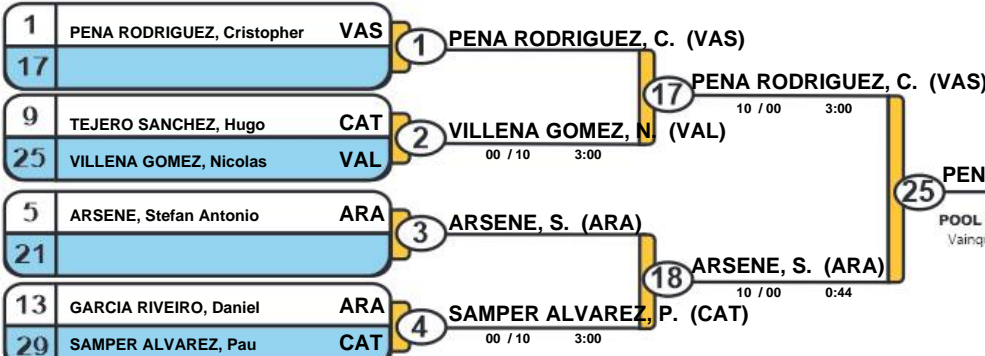 1 PENA RODRIGUEZ, Cristopher VAS
17
9 TEJERO SANCHEZ, Hugo CAT
25 VILLENA GOMEZ, Nicolas VAL
5 ARSENE, Stefan Antonio ARA
21
13 GARCIA RIVEIRO, Daniel ARA
29 SAMPER ALVAREZ, Pau CAT
1 PENA RODRIGUEZ, C. (VAS)
2 VILLENA GOMEZ, N. (VAL)
00 / 10 3:00
3 ARSENE, S. (ARA)
4 SAMPER ALVAREZ, P. (CAT)
00 / 10 3:00
17 PENA RODRIGUEZ, C. (VAS)
10 / 00 3:00
18 ARSENE, S. (ARA)
10 / 00 0:44
25 PEN
POOL
Vainqu